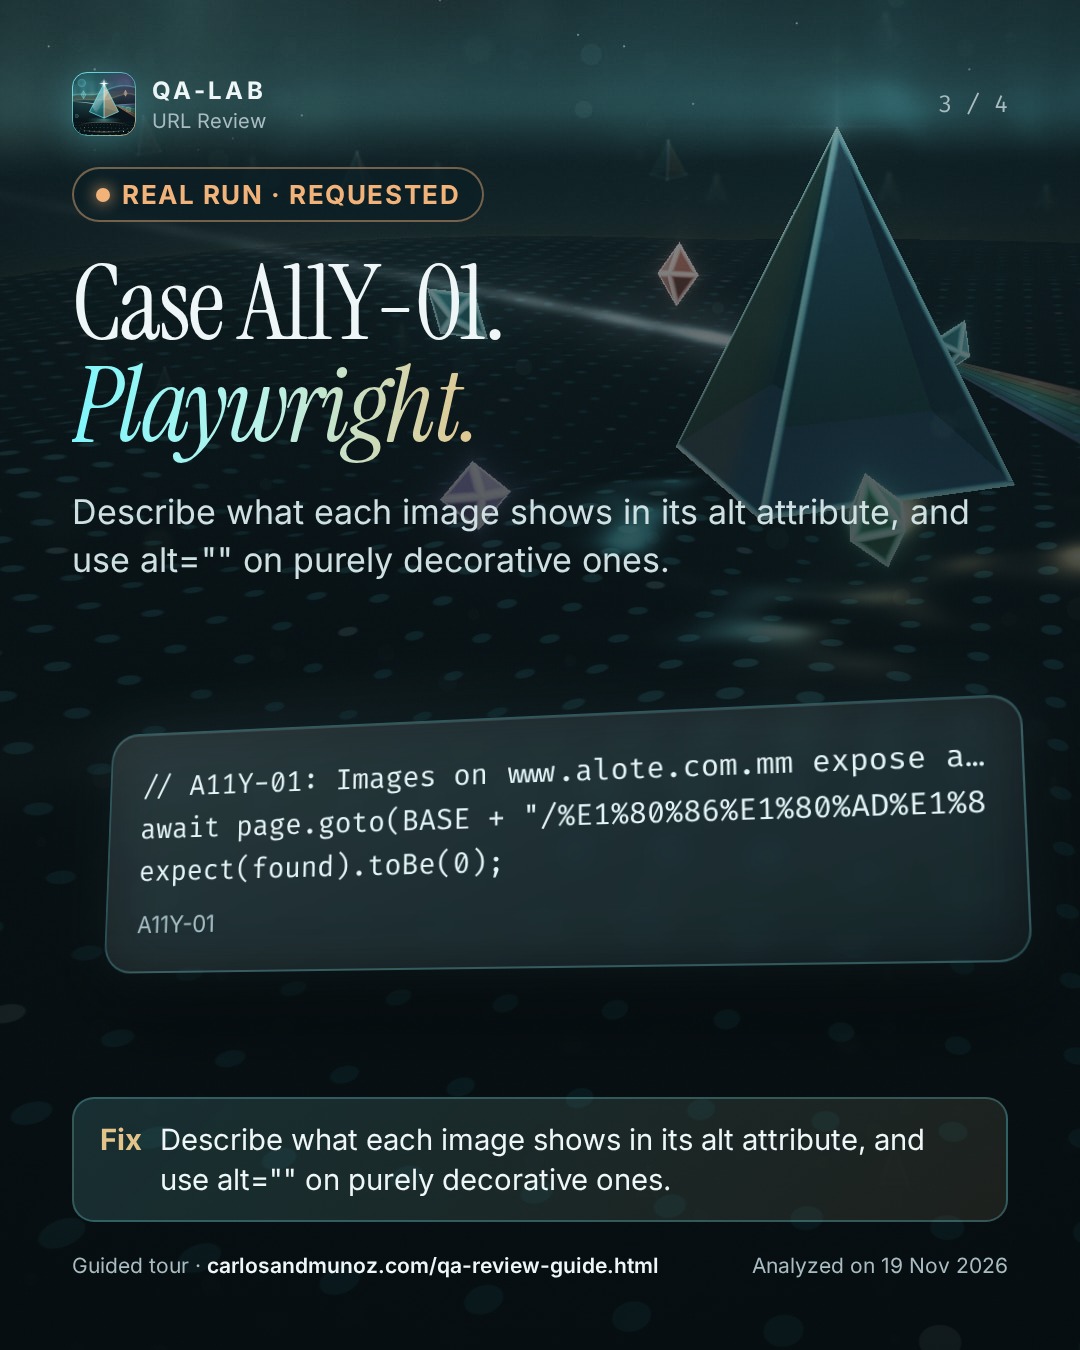 QA-LAB
URL Review
3 / 4
REAL RUN · REQUESTED
Case A11Y-01.
Playwright.
Describe what each image shows in its alt attribute, and
use alt="" on purely decorative ones.
// A11Y-01: Images on www.alote.com.mm expose a…
await page.goto(BASE + "/%E1%80%86%E1%80%AD%E1%8
expect(found).toBe(0);
A11Y-01
Fix Describe what each image shows in its alt attribute, and
use alt="" on purely decorative ones.
Guided tour · carlosandmunoz.com/qa-review-guide.html
Analyzed on 19 Nov 2026